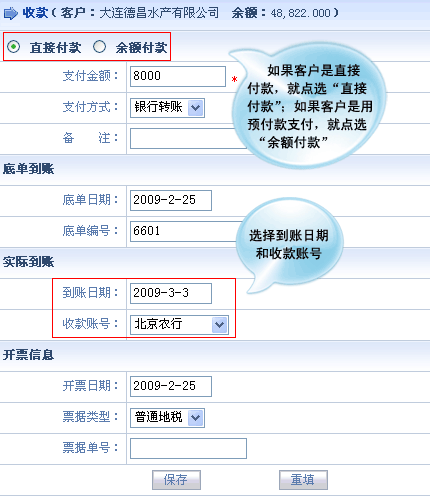 收款（客户：大连德昌水产有限公司 余额：48,822.000）
直接付款 余额付款
支付金额： 8000 *
支付方式： 银行转账
备 注：
如果客户是直接
付款，就点选“直接
付款”；如果客户是用
预付款支付，就点选
“余额付款”
底单到账
底单日期： 2009-2-25
底单编号： 6601
选择到账日期
和收款账号
实际到账
到账日期： 2009-3-3
收款账号： 北京农行
开票信息
开票日期： 2009-2-25
票据类型： 普通地税
票据单号：
保存 重填